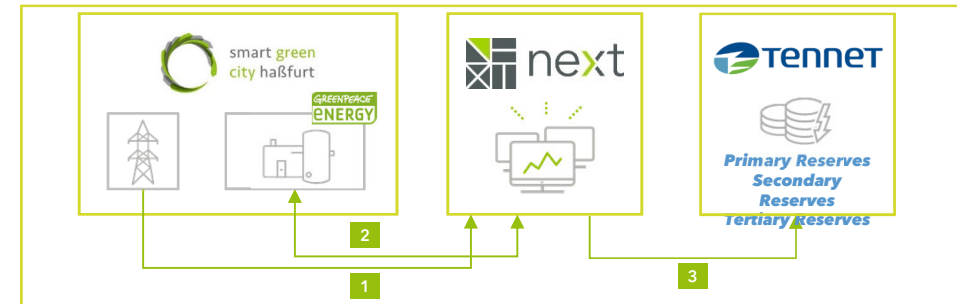 smart green
city haßfurt
GREENPEACE
eNERGY
next
TENNET
Primary Reserves
Secondary
Reserves
Tertiary Reserves
2
1
3